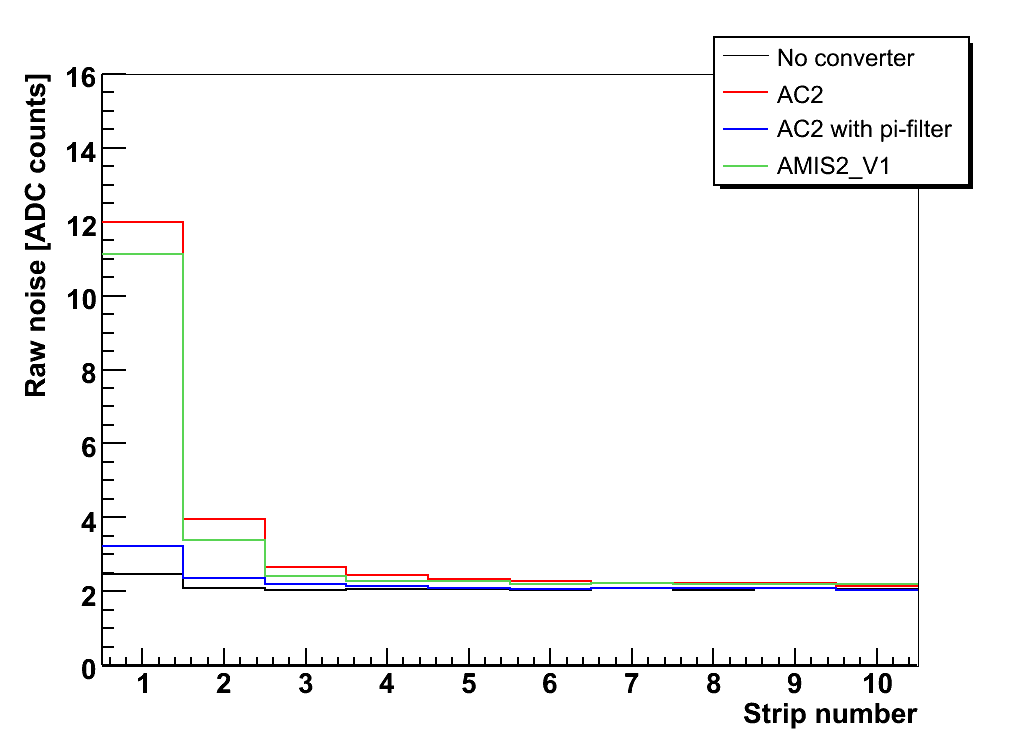 No converter
AC2
AC2 with pi-filter
AMIS2_V1
Raw noise [ADC counts]
16
14
12
10
8
6
4
2
0
1 2 3 4 5 6 7 8 9 10
Strip number